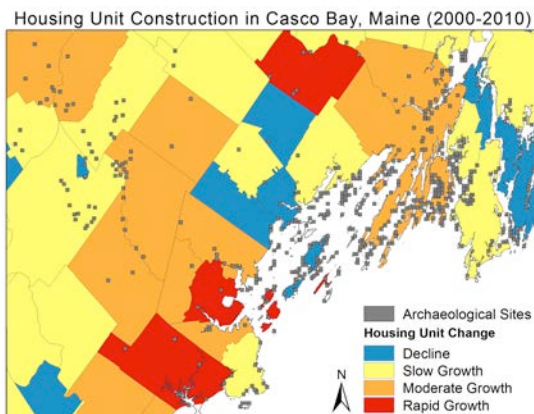 Housing Unit Construction in Casco Bay, Maine (2000-2010)
Archaeological Sites
Housing Unit Change
Decline
Slow Growth
Moderate Growth
Rapid Growth
N